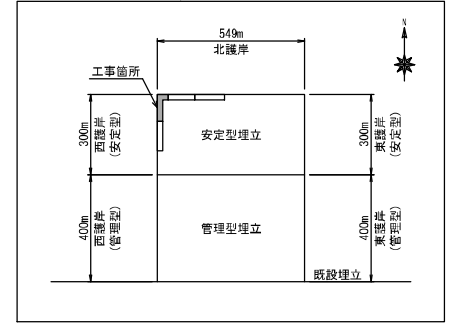 N
549m
北護岸
工事箇所
300m
西護岸
(安定型)
安定型埋立
300m
東護岸
(安定型)
400m
西護岸
(管理型)
管理型埋立
400m
東護岸
(管理型)
既設埋立